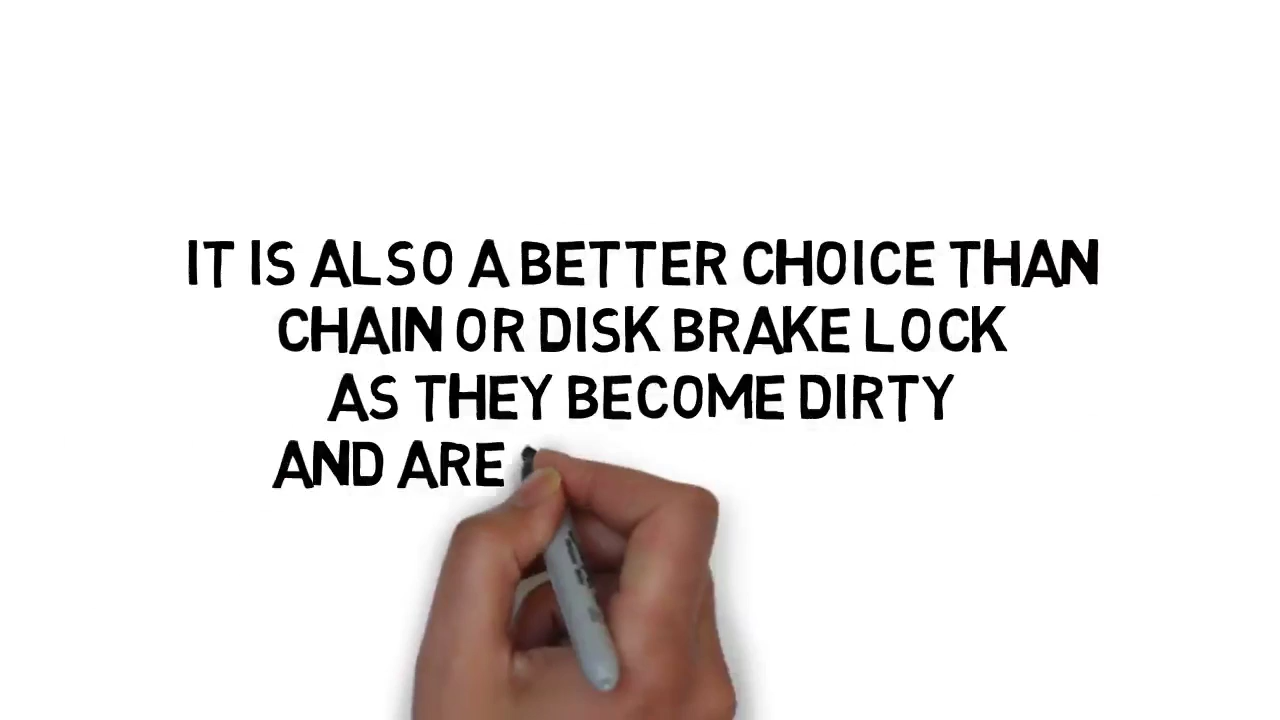 IT IS ALSO A BETTER CHOICE THAN
CHAIN OR DISK BRAKE LOCK
AS THEY BECOME DIRTY
AND ARE